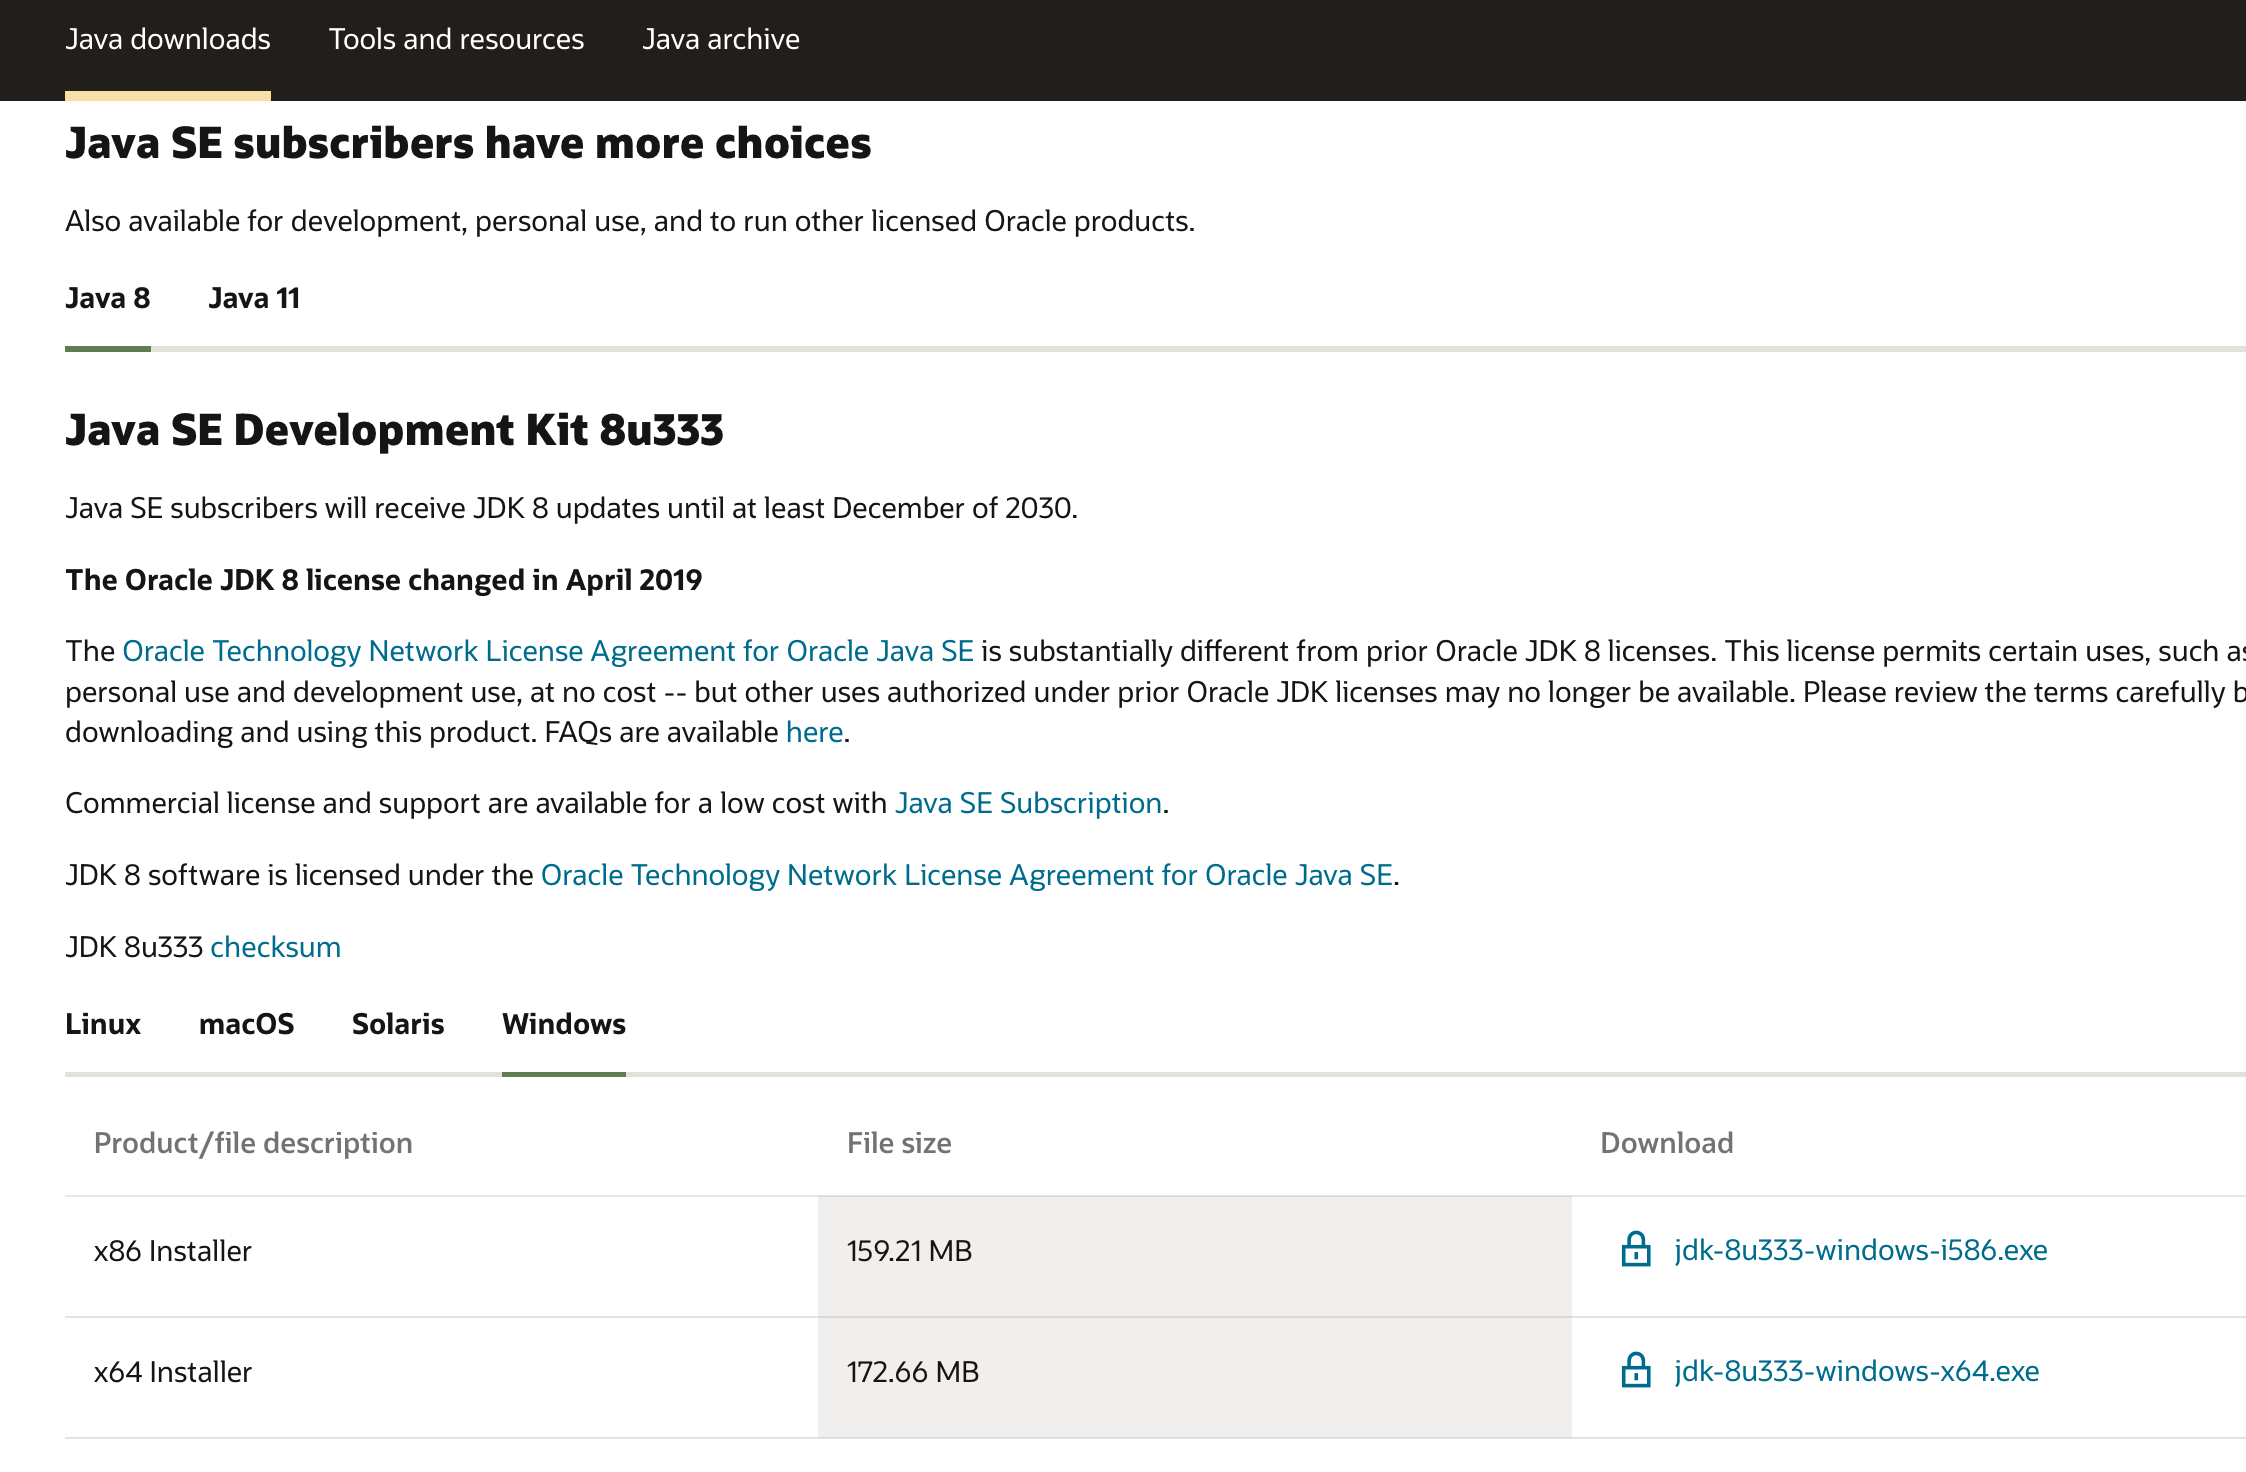 Java downloads Tools and resources Java archive
Java SE subscribers have more choices
Also available for development, personal use, and to run other licensed Oracle products.
Java 8 Java 11
Java SE Development Kit 8u333
Java SE subscribers will receive JDK 8 updates until at least December of 2030.
The Oracle JDK 8 license changed in April 2019
The Oracle Technology Network License Agreement for Oracle Java SE is substantially different from prior Oracle JDK 8 licenses. This license permits certain uses, such as
personal use and development use, at no cost -- but other uses authorized under prior Oracle JDK licenses may no longer be available. Please review the terms carefully b
downloading and using this product. FAQs are available here.
Commercial license and support are available for a low cost with Java SE Subscription.
JDK 8 software is licensed under the Oracle Technology Network License Agreement for Oracle Java SE.
JDK 8u333 checksum
Linux macOS Solaris Windows
Product/file description File size Download
x86 Installer 159.21 MB jdk-8u333-windows-i586.exe
x64 Installer 172.66 MB jdk-8u333-windows-x64.exe